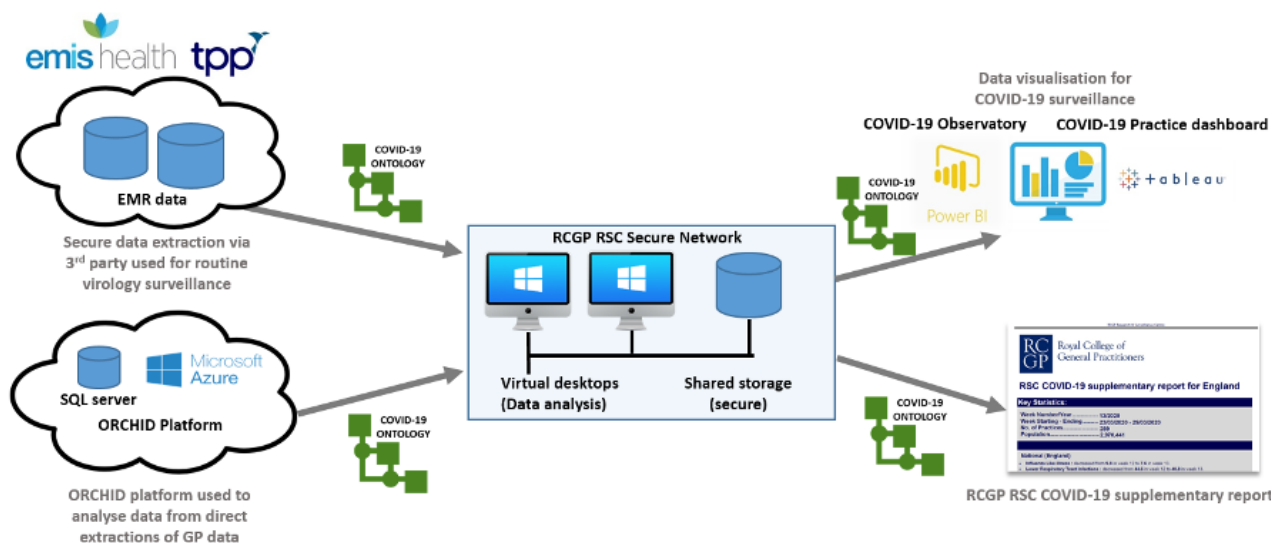 emis health tpp
EMR data
Secure data extraction via
3rd party used for routine
virology surveillance
COVID-19
ONTOLOGY
SQL server
Microsoft
Azure
ORCHID Platform
ORCHID platform used to
analyse data from direct
extractions of GP data
COVID-19
ONTOLOGY
RCGP RSC Secure Network
Virtual desktops
(Data analysis)
Shared storage
(secure)
COVID-19
ONTOLOGY
Data visualisation for
COVID-19 surveillance
COVID-19 Observatory
COVID-19 Practice dashboard
Power BI
+ableau
COVID-19
ONTOLOGY
RC
GP
Royal College of
General Practitioners
RSC COVID-19 supplementary report for England
Key Statistics:
Week Number/Year 13/2020
Week Starting - Ending
No. of Practices
Population
National (England)
RCGP RSC COVID-19 supplementary report